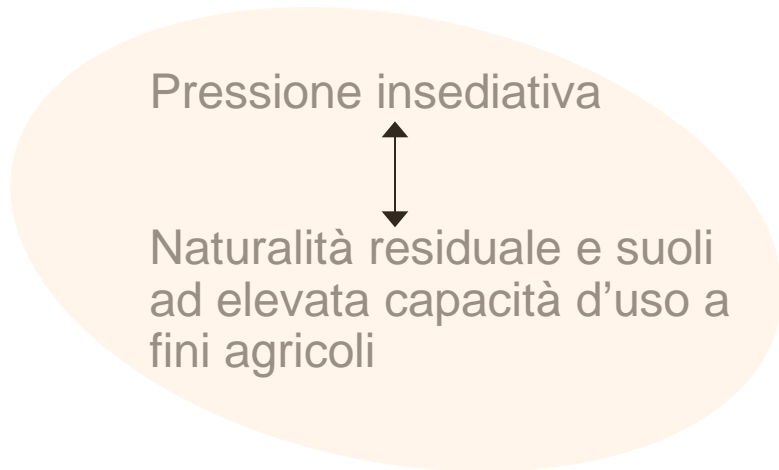 Pressione insediativa
Naturalità residuale e suoli
ad elevata capacità d’uso a
fini agricoli